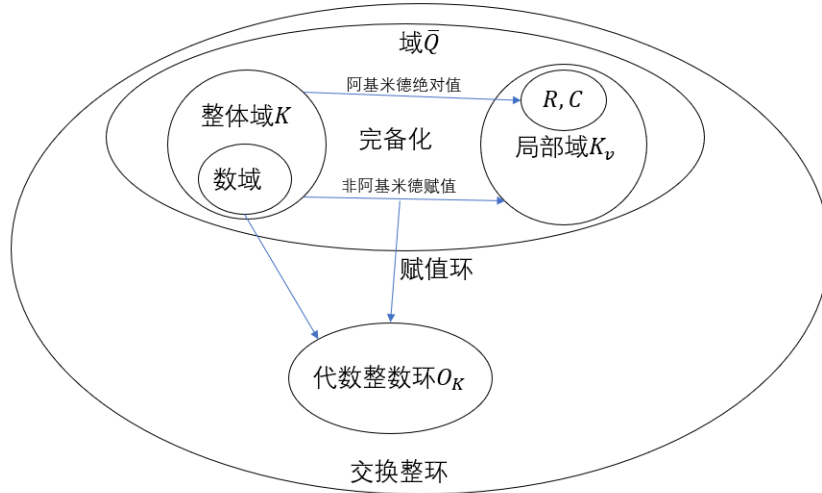 域$\bar{Q}$
阿基米德绝对值
R, C
整体域K
完备化
局部域$K_v$
数域
非阿基米德赋值
赋值环
代数整数环$O_K$
交换整环